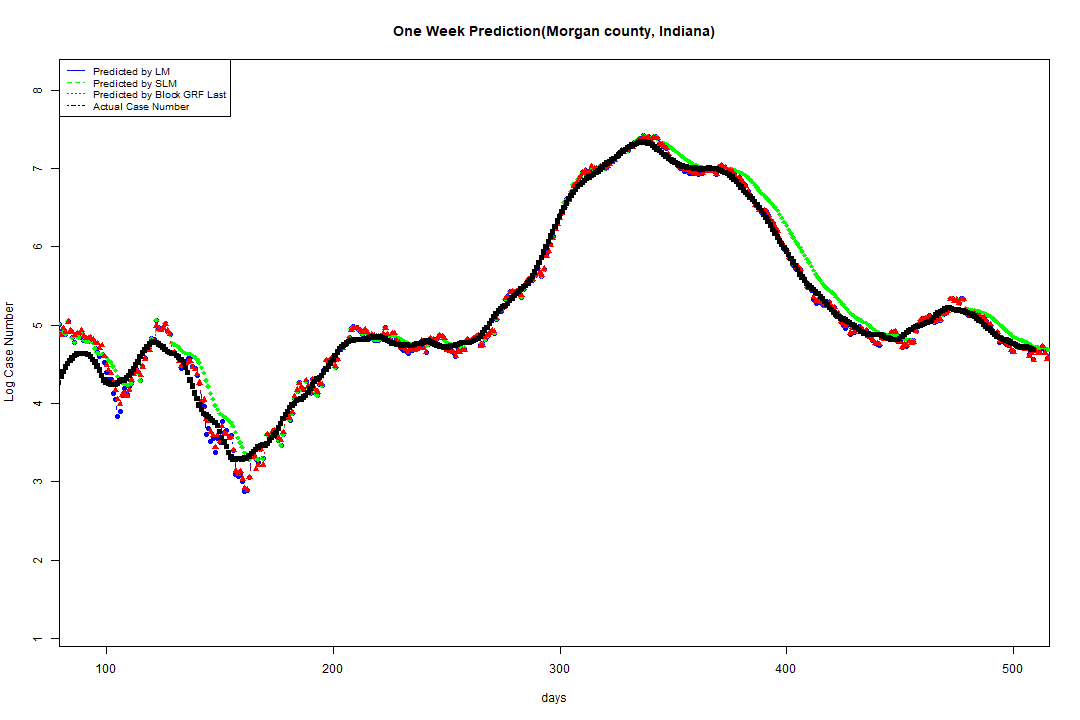 One Week Prediction(Morgan county, Indiana)
Predicted by LM
Predicted by SLM
Predicted by Block GRF Last
Actual Case Number
8
7
6
5
4
3
2
1
Log Case Number
100 200 300 400 500
days